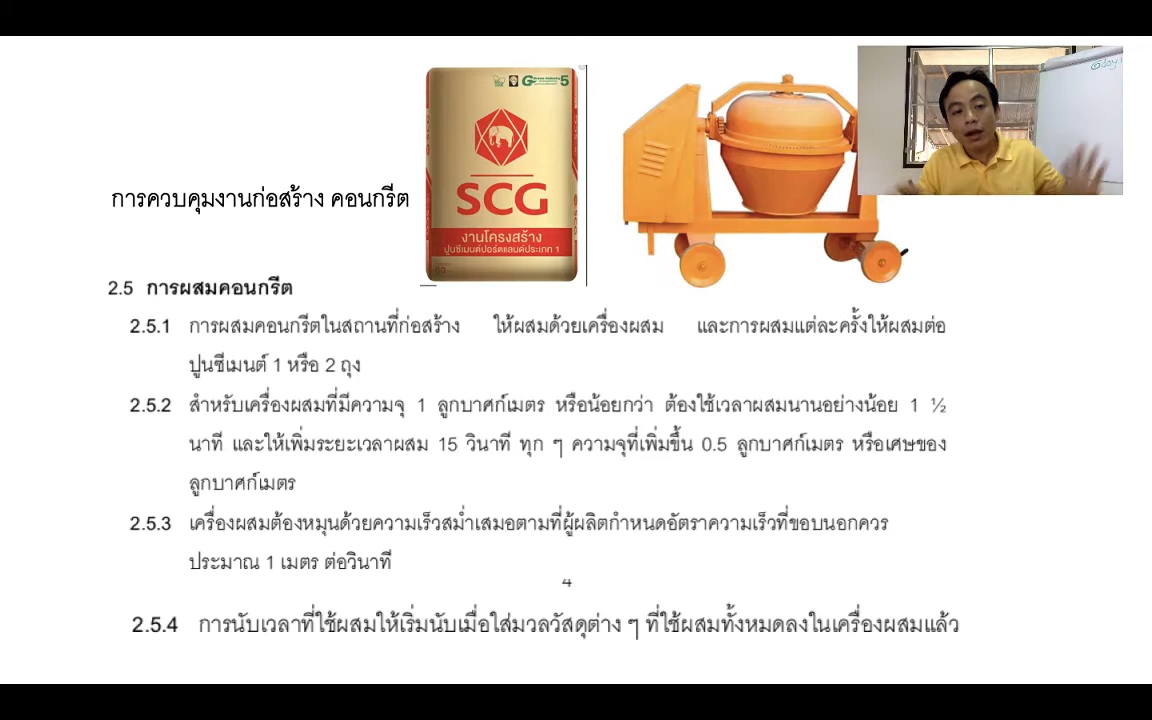 การควบคุมงานก่อสร้าง คอนกรีต
5
SCG
งานโครงสร้าง
ปูนซีเมนต์ปอร์ตแลนด์ประเภท 1
2.5 การผสมคอนกรีต
2.5.1 การผสมคอนกรีตในสถานที่ก่อสร้าง ให้ผสมด้วยเครื่องผสม และการผสมแต่ละครั้งให้ผสมต่อ
ปูนซีเมนต์ 1 หรือ 2 ถุง
2.5.2 สำหรับเครื่องผสมที่มีความจุ 1 ลูกบาศก์เมตร หรือน้อยกว่า ต้องใช้เวลาผสมนานอย่างน้อย 1 ½
นาที และให้เพิ่มระยะเวลาผสม 15 วินาที ทุก ๆ ความจุที่เพิ่มขึ้น 0.5 ลูกบาศก์เมตร หรือเศษของ
ลูกบาศก์เมตร
2.5.3 เครื่องผสมต้องหมุนด้วยความเร็วสม่ำเสมอตามที่ผู้ผลิตกำหนดอัตราความเร็วที่ขอบนอกควร
ประมาณ 1 เมตร ต่อวินาที
4
2.5.4 การนับเวลาที่ใช้ผสมให้เริ่มนับเมื่อใส่มวลวัสดุต่าง ๆ ที่ใช้ผสมทั้งหมดลงในเครื่องผสมแล้ว